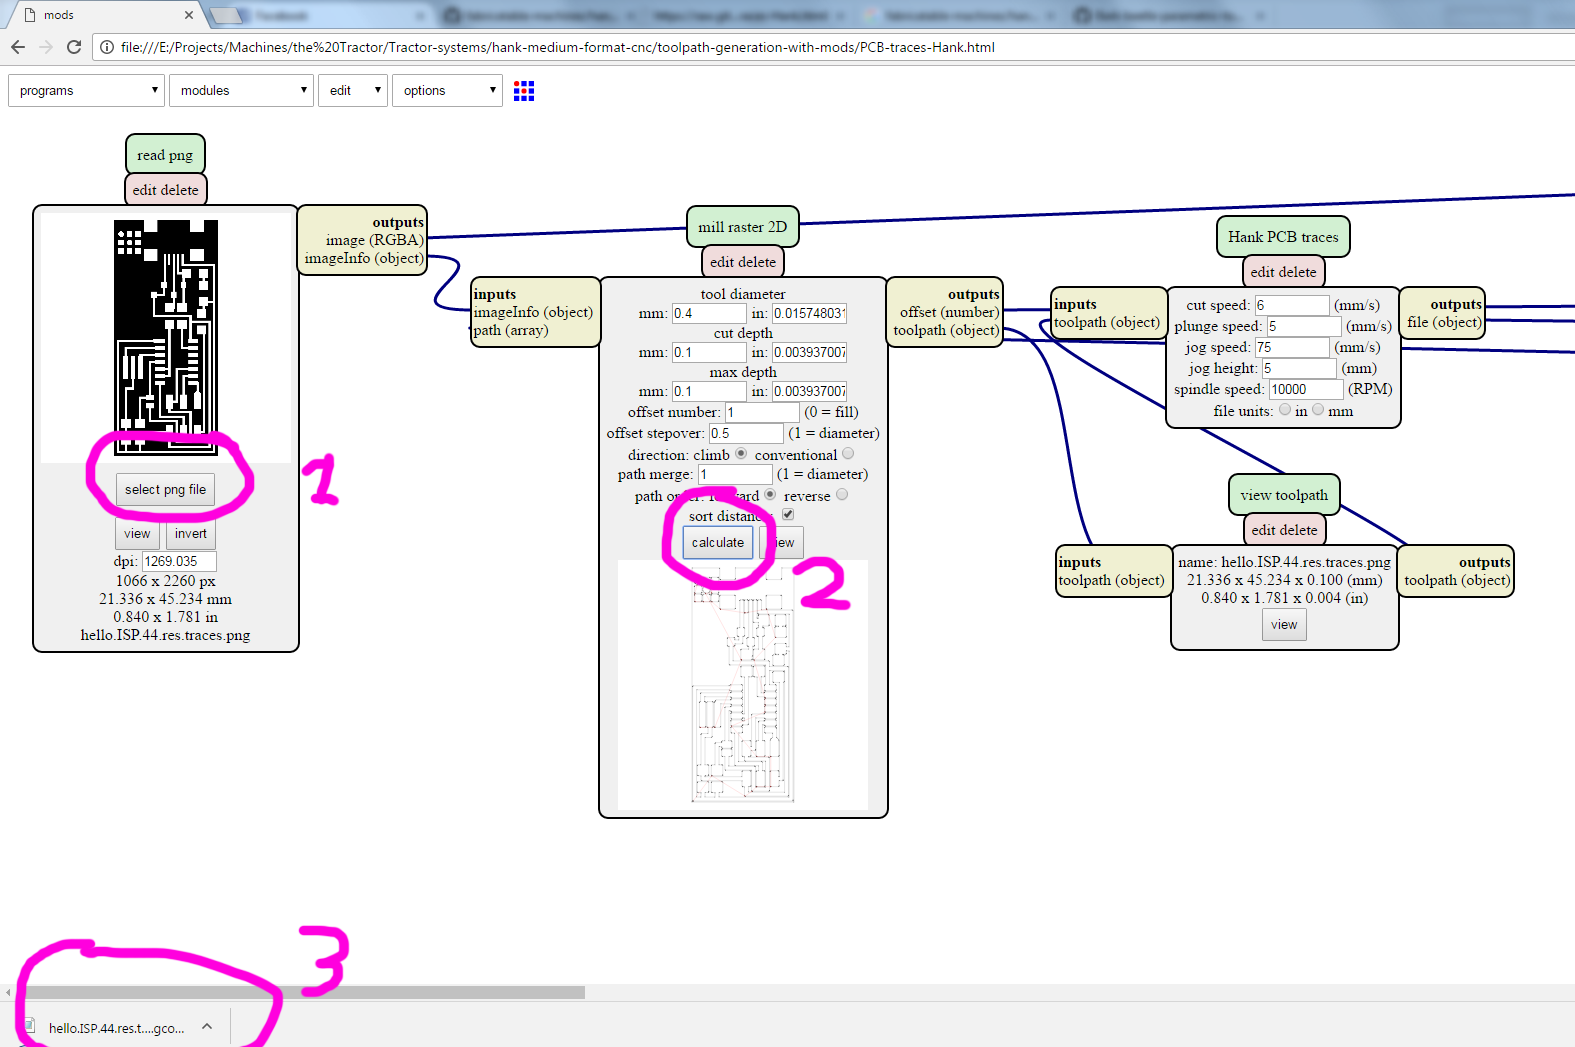 mods
file:///E:/Projects/Machines/the%20Tractor/Tractor-systems/hank-medium-format-cnc/toolpath-generation-with-mods/PCB-traces-Hank.html
programs
modules
edit
options
read png
edit delete
outputs
image (RGBA)
imageInfo (object)
select png file
1
view
invert
dpi: 1269.035
1066 x 2260 px
21.336 x 45.234 mm
0.840 x 1.781 in
hello.ISP.44.res.traces.png
mill raster 2D
edit delete
inputs
imageInfo (object)
path (array)
tool diameter
mm: 0.4 in: 0.01574803
cut depth
mm: 0.1 in: 0.003937007
max depth
mm: 0.1 in: 0.003937007
offset number: 1 (0 = fill)
offset stepover: 0.5 (1 = diameter)
direction: climb conventional
path merge: 1 (1 = diameter)
path order: forward reverse
sort distance:
calculate
view
2
outputs
offset (number)
toolpath (object)
Hank PCB traces
edit delete
inputs
toolpath (object)
cut speed: 6 (mm/s)
plunge speed: 5 (mm/s)
jog speed: 75 (mm/s)
jog height: 5 (mm)
spindle speed: 10000 (RPM)
file units: in mm
outputs
file (object)
view toolpath
edit delete
inputs
toolpath (object)
name: hello.ISP.44.res.traces.png
21.336 x 45.234 x 0.100 (mm)
0.840 x 1.781 x 0.004 (in)
view
outputs
toolpath (object)
3
hello.ISP.44.res.t....gco...